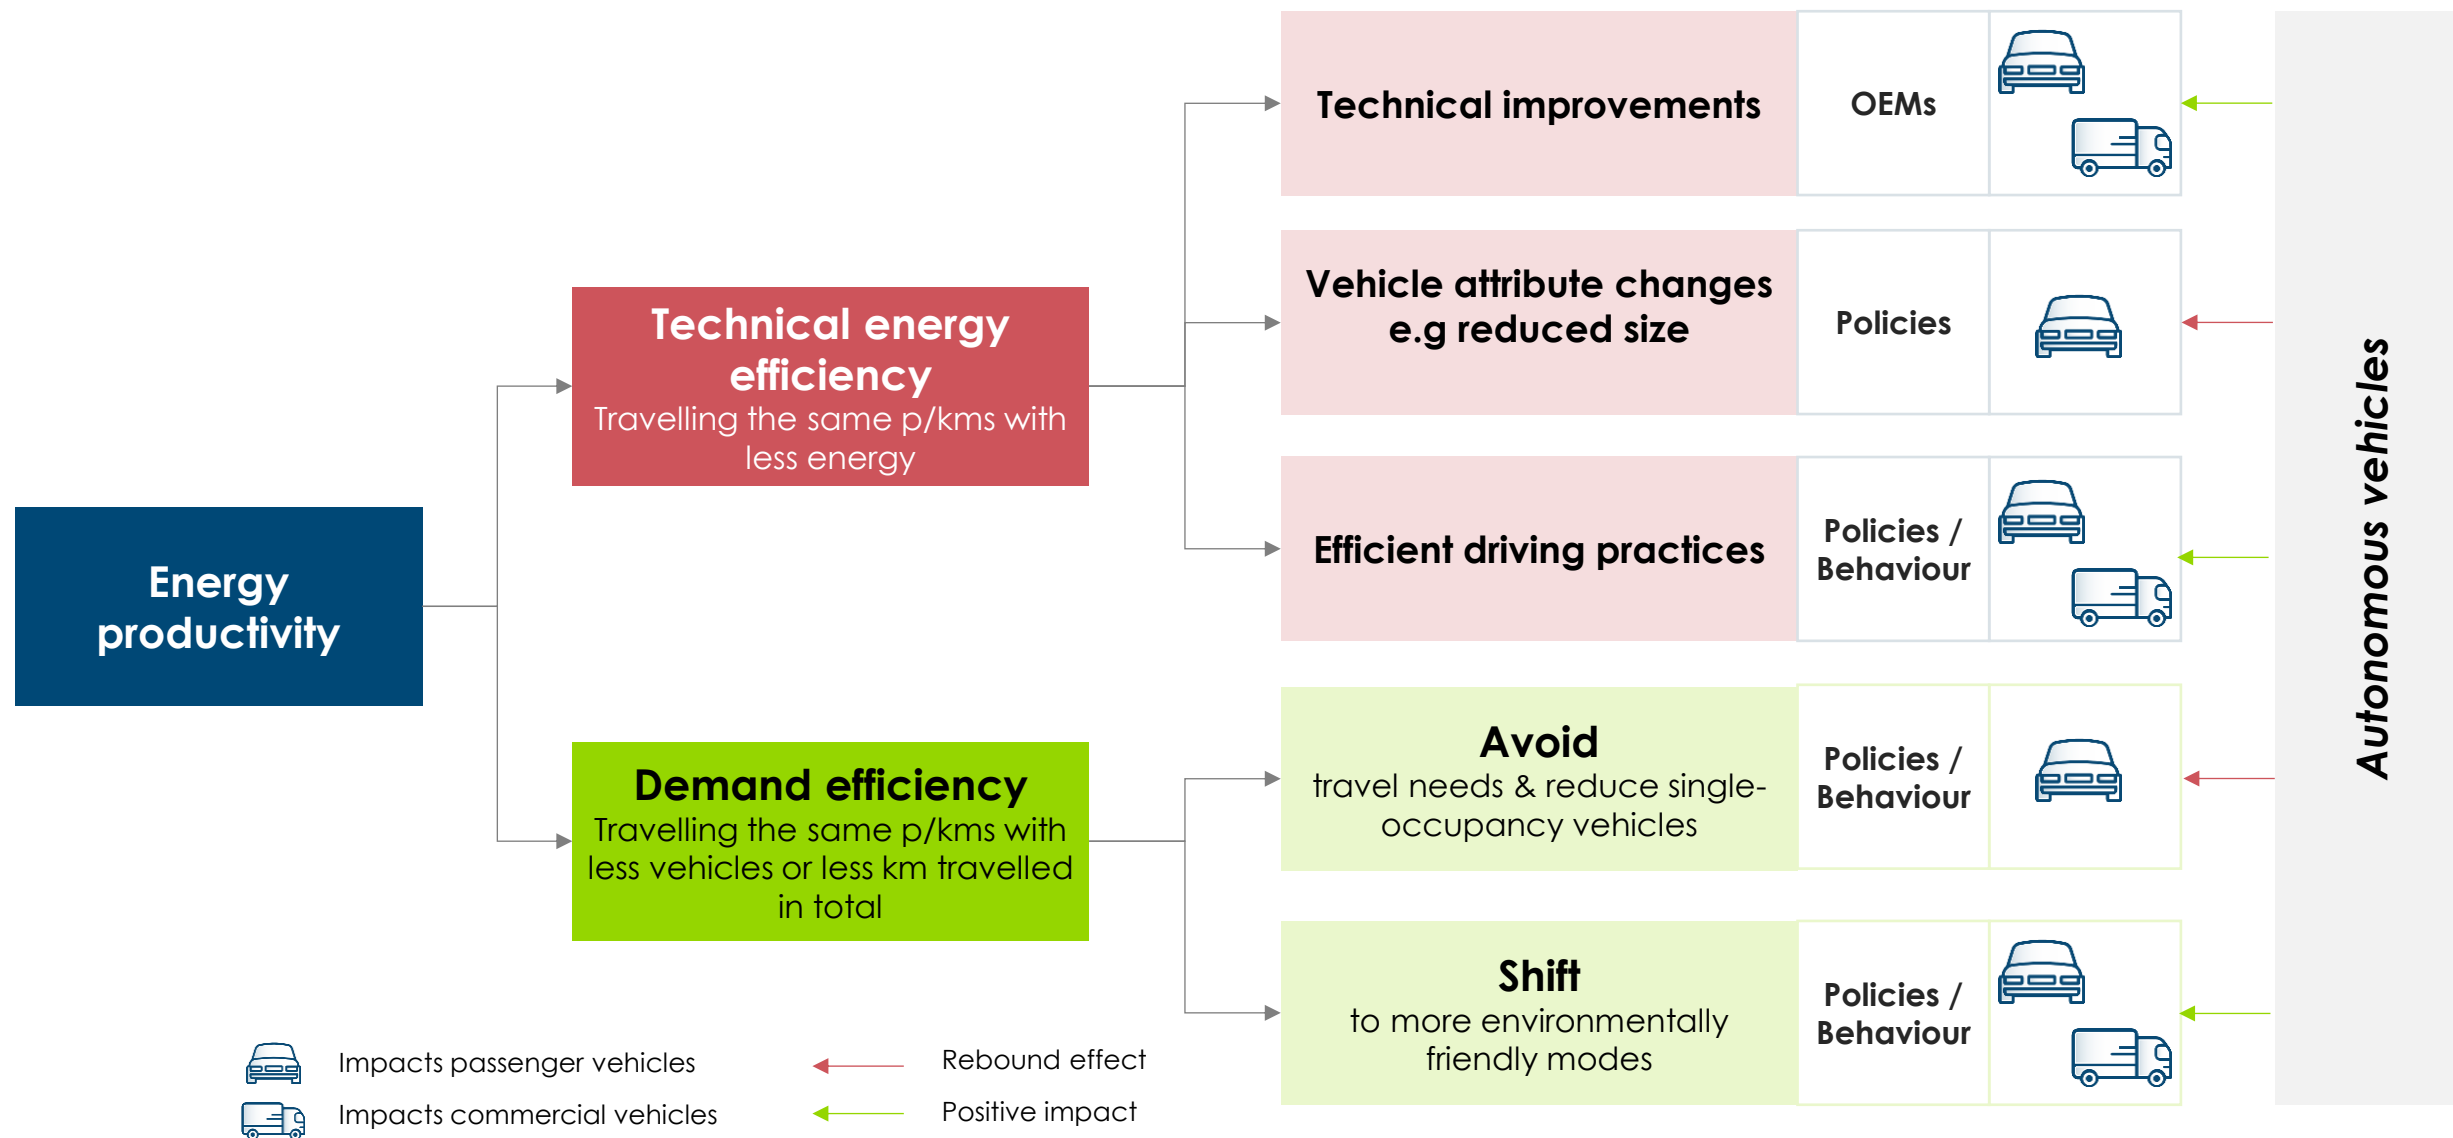 Energy
productivity
Technical energy
efficiency
Travelling the same p/kms with
less energy
Demand efficiency
Travelling the same p/kms with
less vehicles or less km travelled
in total
Technical improvements
OEMs
Vehicle attribute changes
e.g reduced size
Policies
Efficient driving practices
Policies /
Behaviour
Avoid
travel needs & reduce single-
occupancy vehicles
Policies /
Behaviour
Shift
to more environmentally
friendly modes
Policies /
Behaviour
Autonomous vehicles
Impacts passenger vehicles
Impacts commercial vehicles
Rebound effect
Positive impact